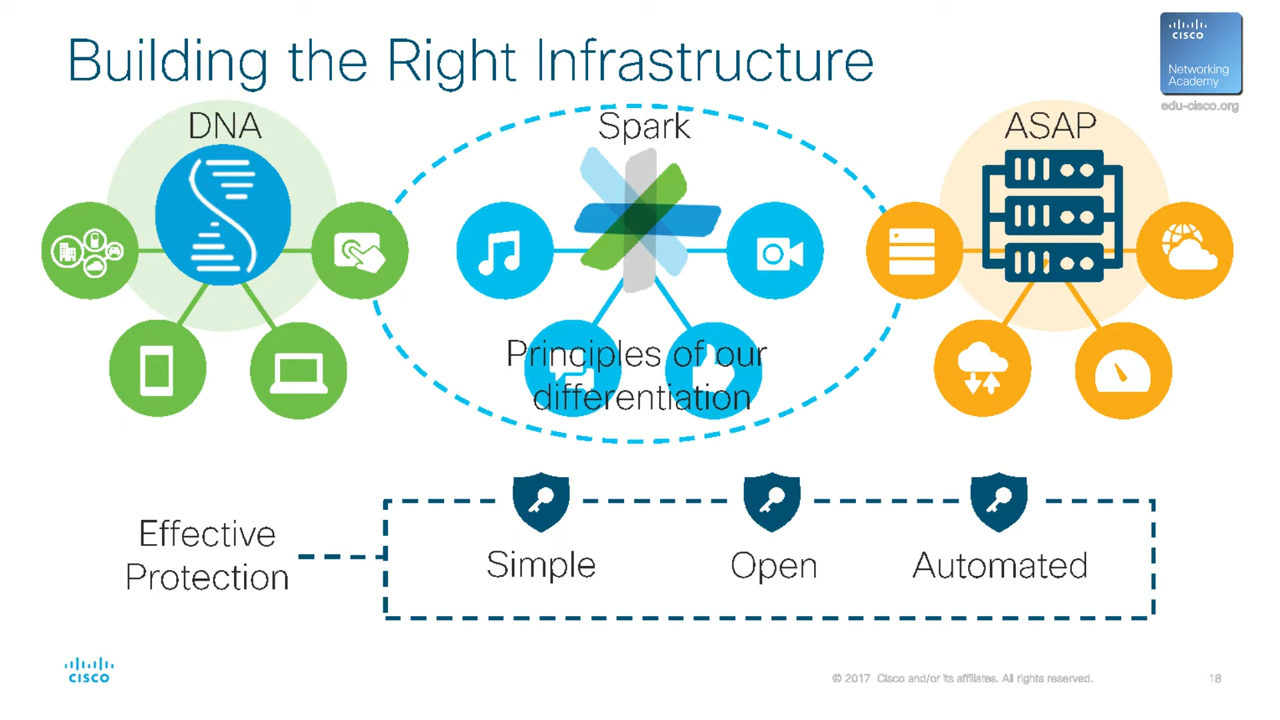 Building the Right Infrastructure
CISCO
Networking
Academy
edu-cisco.org
DNA
Spark
ASAP
Principles of our
differentiation
Effective
Protection
Simple
Open
Automated
CISCO
© 2017 Cisco and/or its affiliates. All rights reserved.
18